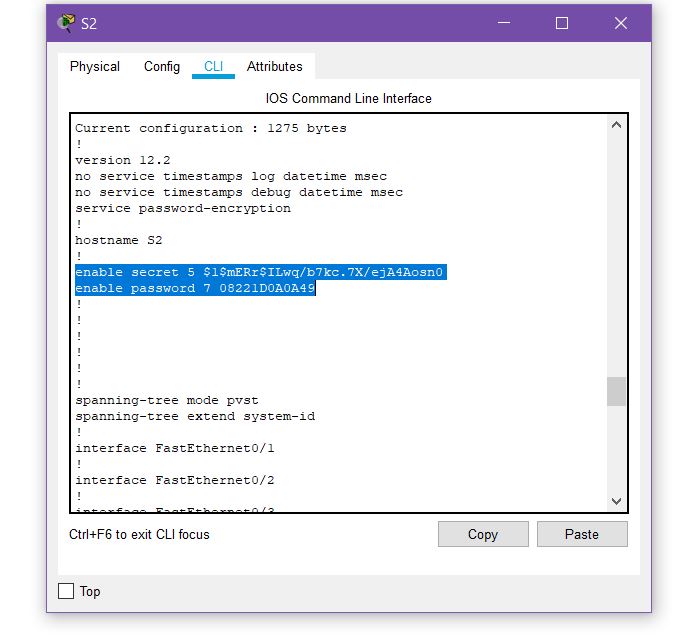 S2
Physical Config CLI Attributes
IOS Command Line Interface
Current configuration : 1275 bytes
!
version 12.2
no service timestamps log datetime msec
no service timestamps debug datetime msec
service password-encryption
!
hostname S2
!
enable secret 5 $1$mERr$ILwq/b7kc.7X/ejA4Aosn0
enable password 7 08221D0A0A49
!
!
!
!
!
!
spanning-tree mode pvst
spanning-tree extend system-id
!
interface FastEthernet0/1
!
interface FastEthernet0/2
!
interface FastEthernet0/3
Ctrl+F6 to exit CLI focus
Copy Paste
Top